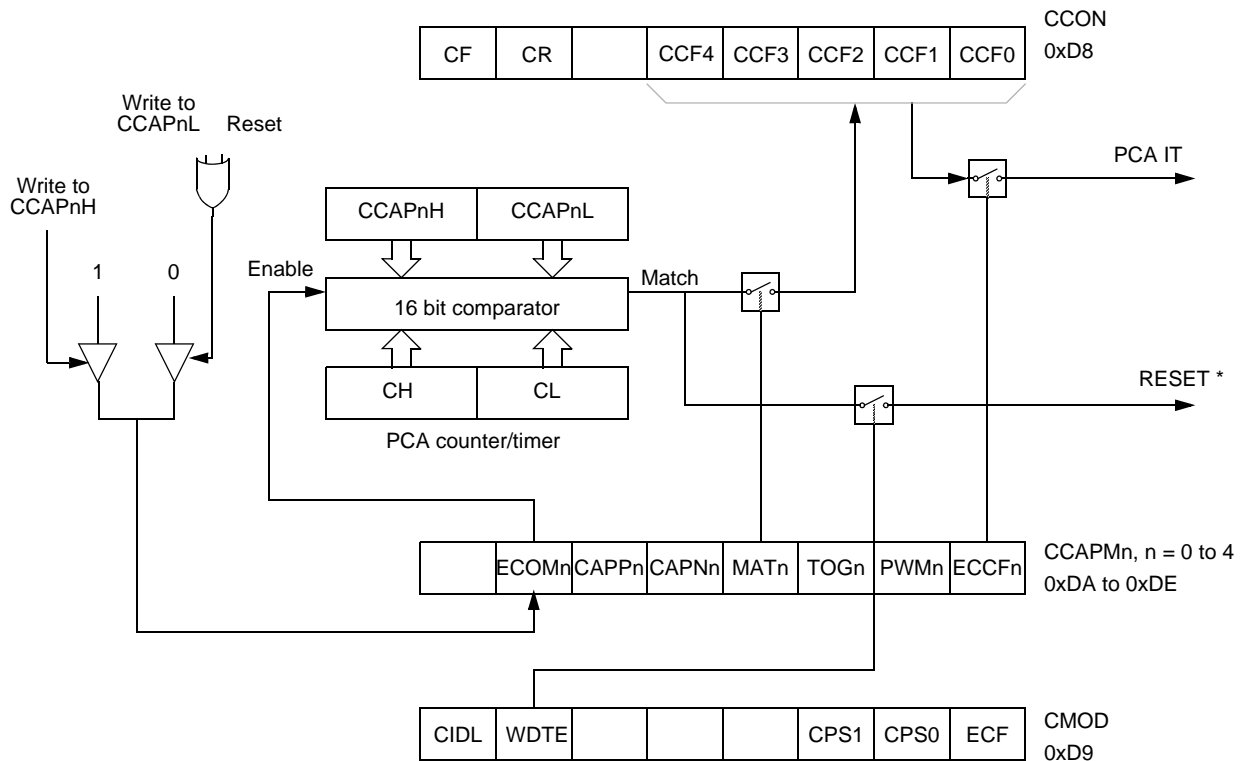 CCON
0xD8
CF CR CCF4 CCF3 CCF2 CCF1 CCF0
Write to
CCAPnL Reset
PCA IT
Write to
CCAPnH
CCAPnH CCAPnL
1 0 Enable
Match
16 bit comparator
CH CL
RESET *
PCA counter/timer
ECOMn CAPPn CAPNn MATn TOGn PWMn ECCFn
CCAPMn, n = 0 to 4
0xDA to 0xDE
CIDL WDTE CPS1 CPS0 ECF
CMOD
0xD9